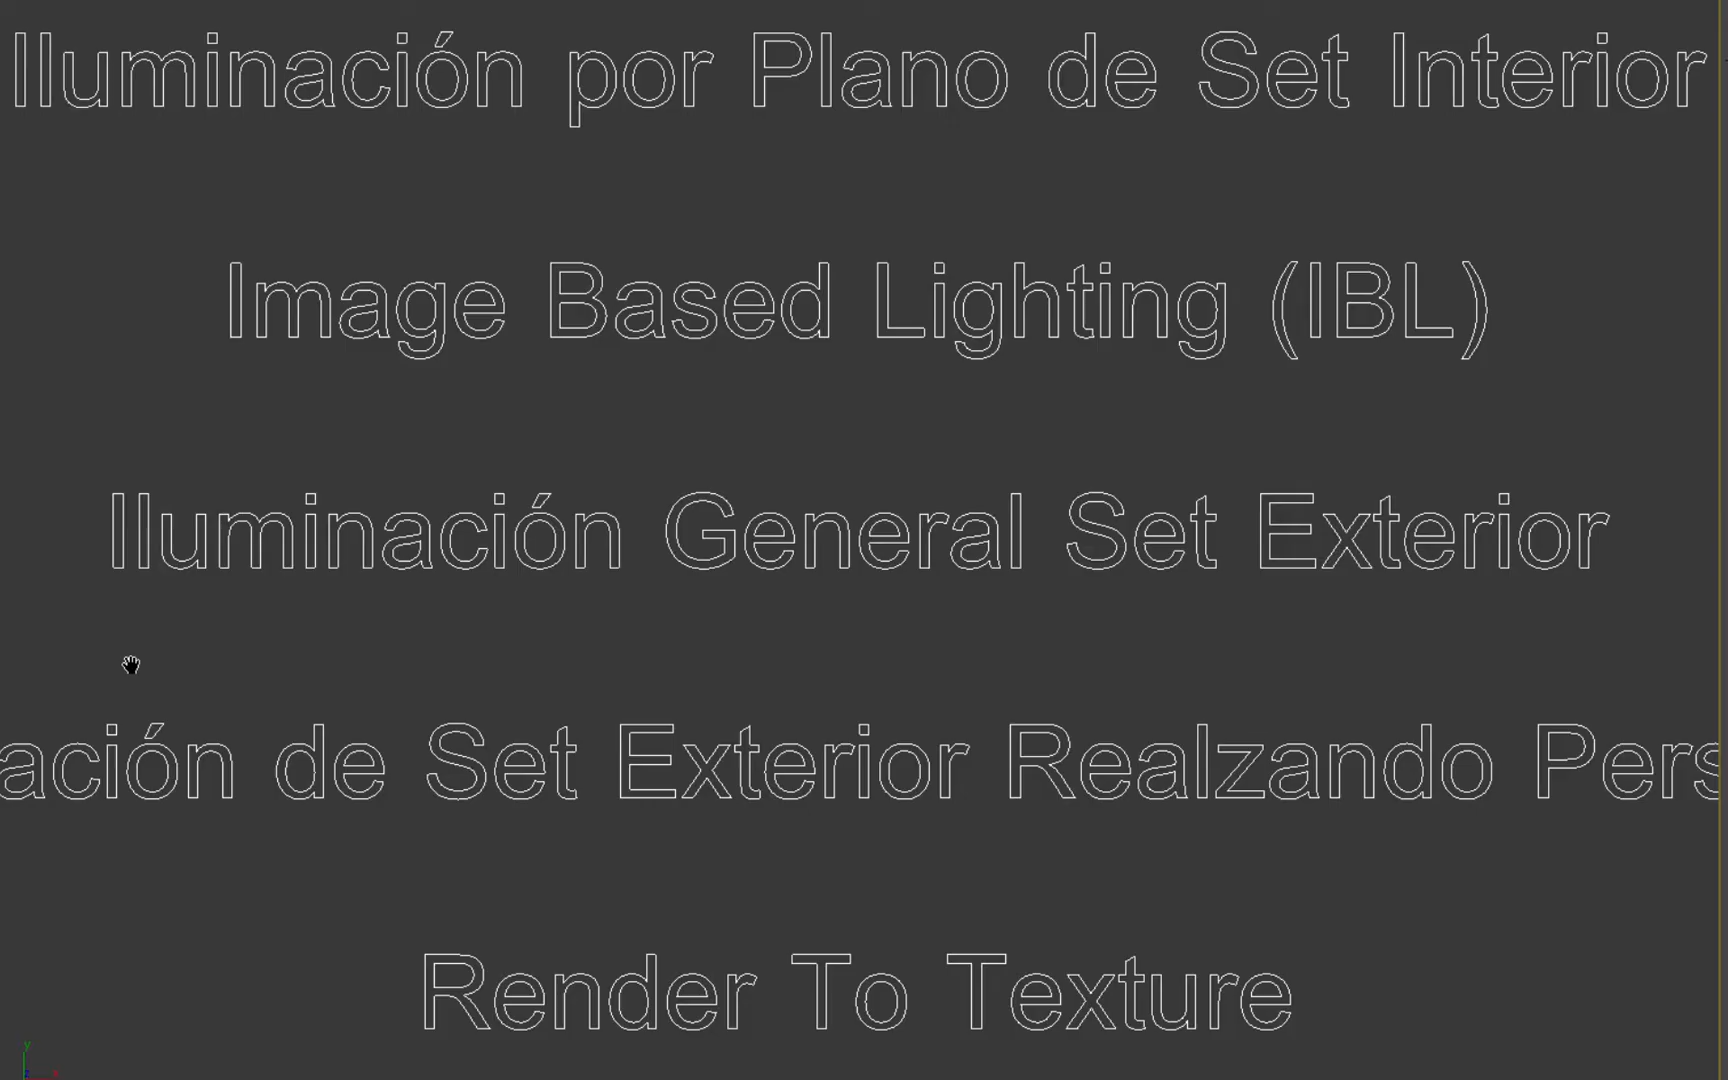 Iluminación por Plano de Set Interior
Image Based Lighting (IBL)
Iluminación General Set Exterior
ación de Set Exterior Realzando Pers
Render To Texture
y
z x